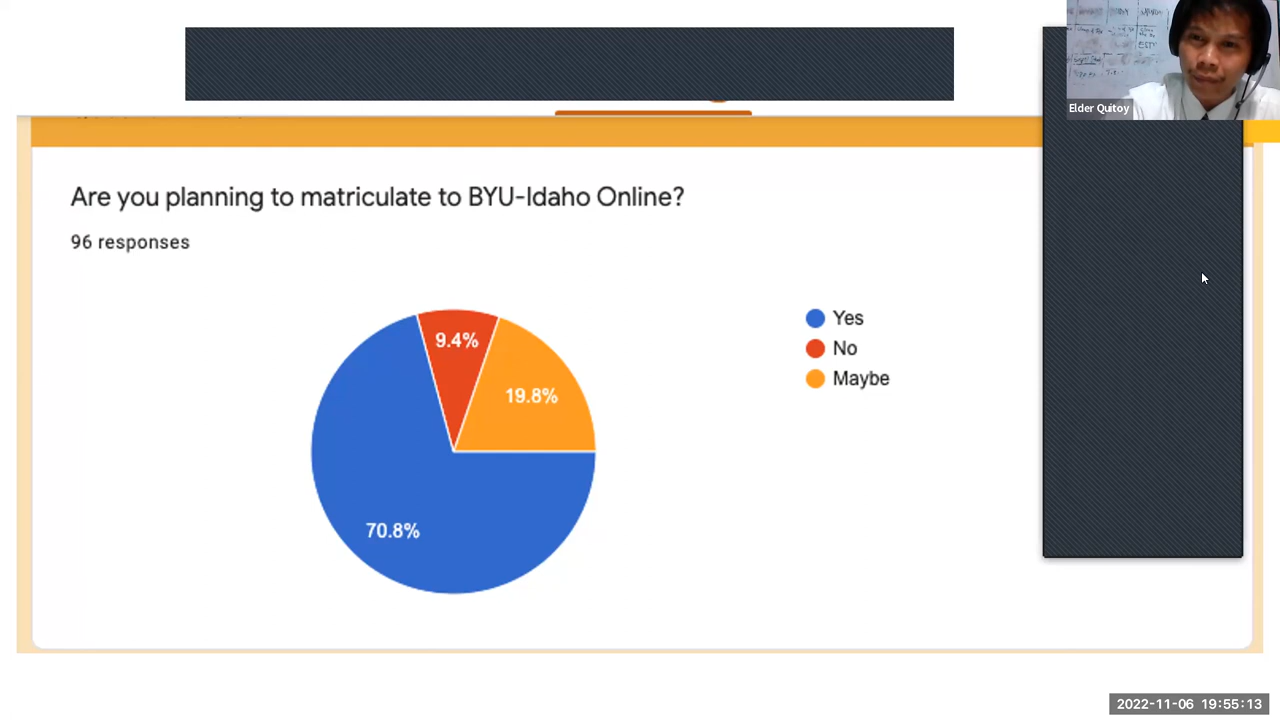 Elder Quitoy
Are you planning to matriculate to BYU-Idaho Online?
96 responses
Yes
No
Maybe
9.4%
19.8%
70.8%
2022-11-06 19:55:13